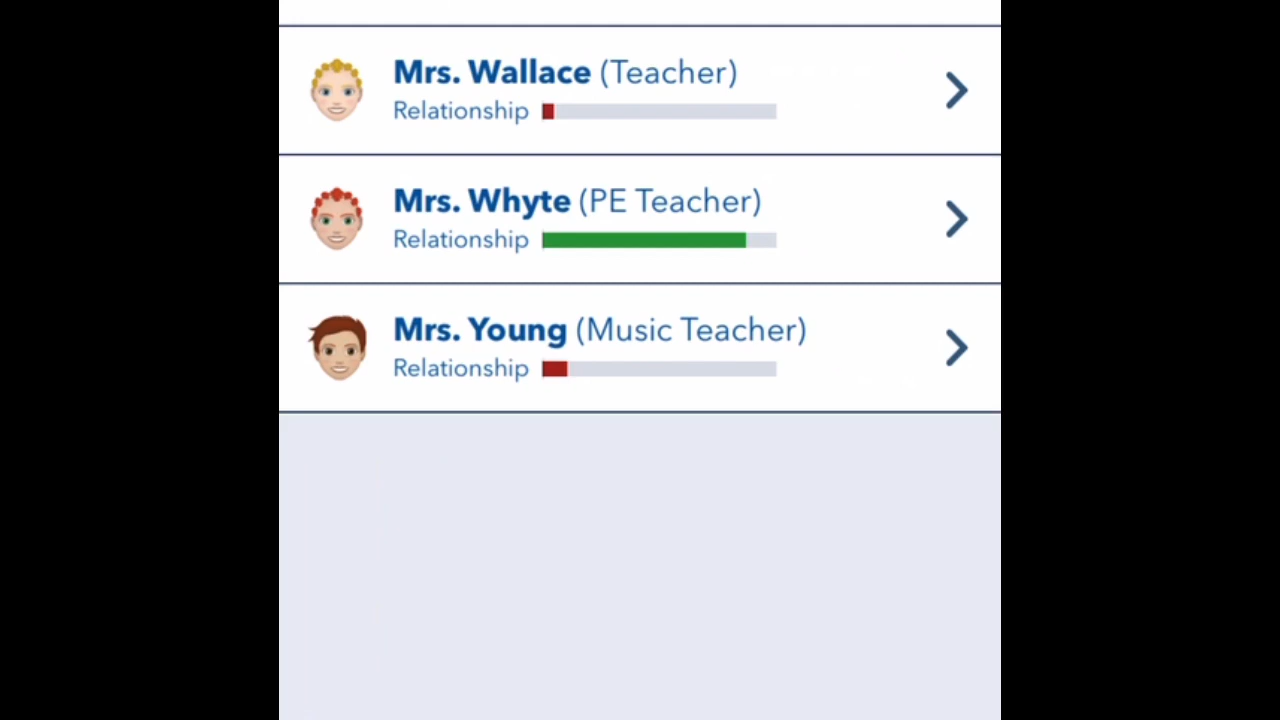 Mrs. Wallace (Teacher)
Relationship
Mrs. Whyte (PE Teacher)
Relationship
Mrs. Young (Music Teacher)
Relationship